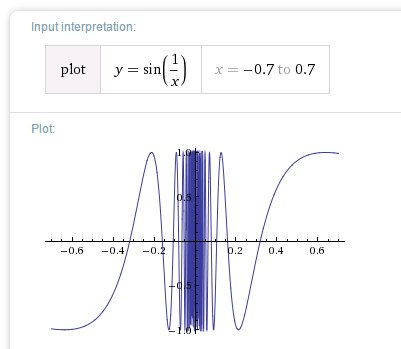 Input interpretation:
plot y = sin(1/x) x = −0.7 to 0.7
Plot:
1.0
0.5
−0.6 −0.4 −0.2 0.2 0.4 0.6
−0.5
−1.0